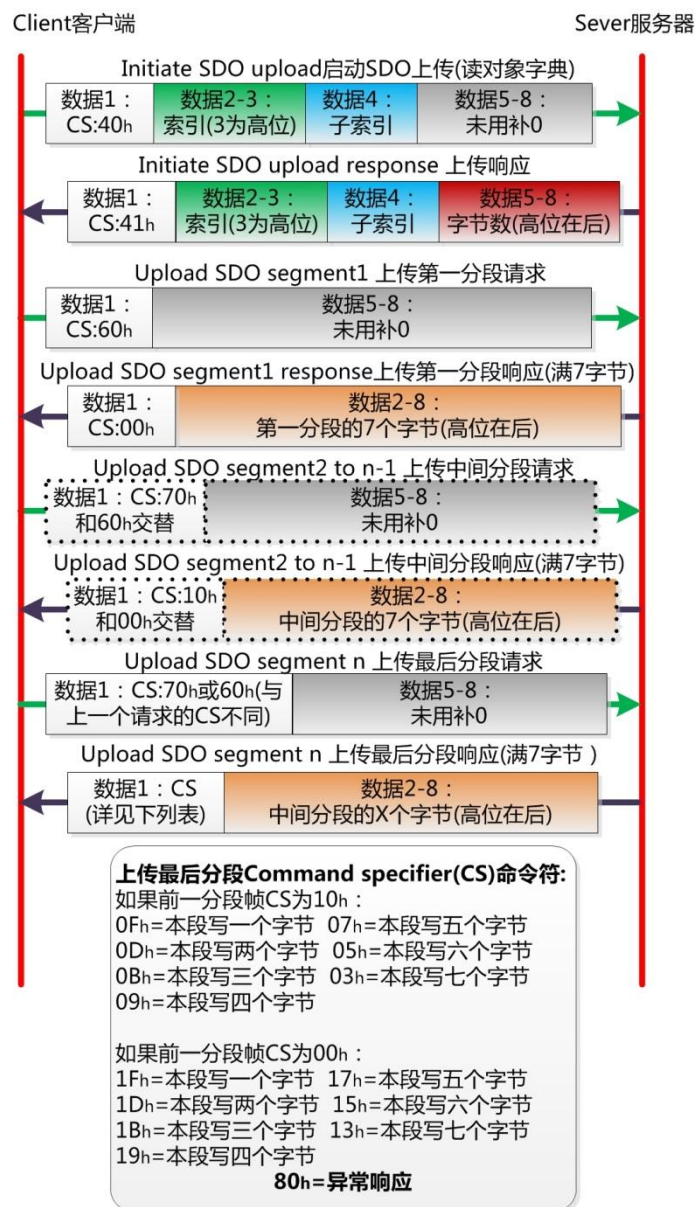 Client客户端
Sever服务器
Initiate SDO upload启动SDO上传(读对象字典)
数据1：
CS:40h
数据2-3：
索引(3为高位)
数据4：
子索引
数据5-8：
未用补0
Initiate SDO upload response 上传响应
数据1：
CS:41h
数据2-3：
索引(3为高位)
数据4：
子索引
数据5-8：
字节数(高位在后)
Upload SDO segment1 上传第一分段请求
数据1：
CS:60h
数据5-8：
未用补0
Upload SDO segment1 response上传第一分段响应(满7字节)
数据1：
CS:00h
数据2-8：
第一分段的7个字节(高位在后)
Upload SDO segment2 to n-1 上传中间分段请求
数据1：CS:70h
和60h交替
数据5-8：
未用补0
Upload SDO segment2 to n-1 上传中间分段响应(满7字节)
数据1：CS:10h
和00h交替
数据2-8：
中间分段的7个字节(高位在后)
Upload SDO segment n 上传最后分段请求
数据1：CS:70h或60h(与
上一个请求的CS不同)
数据5-8：
未用补0
Upload SDO segment n 上传最后分段响应(满7字节 )
数据1：CS
(详见下列表)
数据2-8：
中间分段的X个字节(高位在后)
上传最后分段Command specifier(CS)命令符:
如果前一分段帧CS为10h：
0Fh=本段写一个字节 07h=本段写五个字节
0Dh=本段写两个字节 05h=本段写六个字节
0Bh=本段写三个字节 03h=本段写七个字节
09h=本段写四个字节
如果前一分段帧CS为00h：
1Fh=本段写一个字节 17h=本段写五个字节
1Dh=本段写两个字节 15h=本段写六个字节
1Bh=本段写三个字节 13h=本段写七个字节
19h=本段写四个字节
80h=异常响应